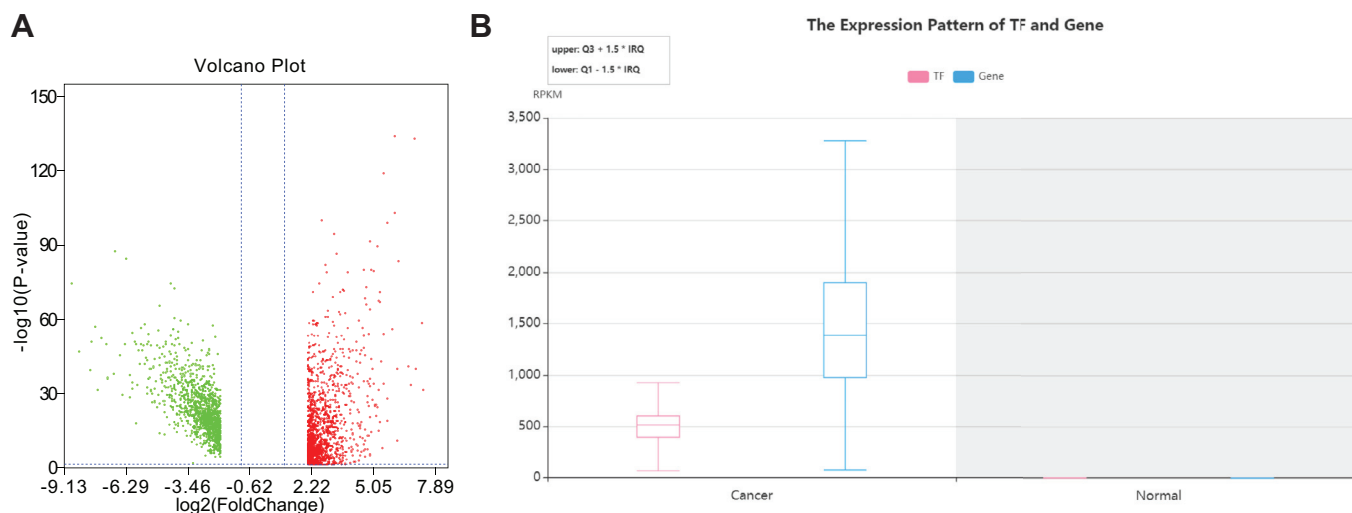 A
Volcano Plot
-log10(P-value)
150
120
90
60
30
0
-9.13 -6.29 -3.46 -0.62 2.22 5.05 7.89
log2(FoldChange)
B
The Expression Pattern of TF and Gene
upper: Q3 + 1.5 * IRQ
lower: Q1 - 1.5 * IRQ
TF Gene
RPKM
3,500
3,000
2,500
2,000
1,500
1,000
500
0
Cancer Normal